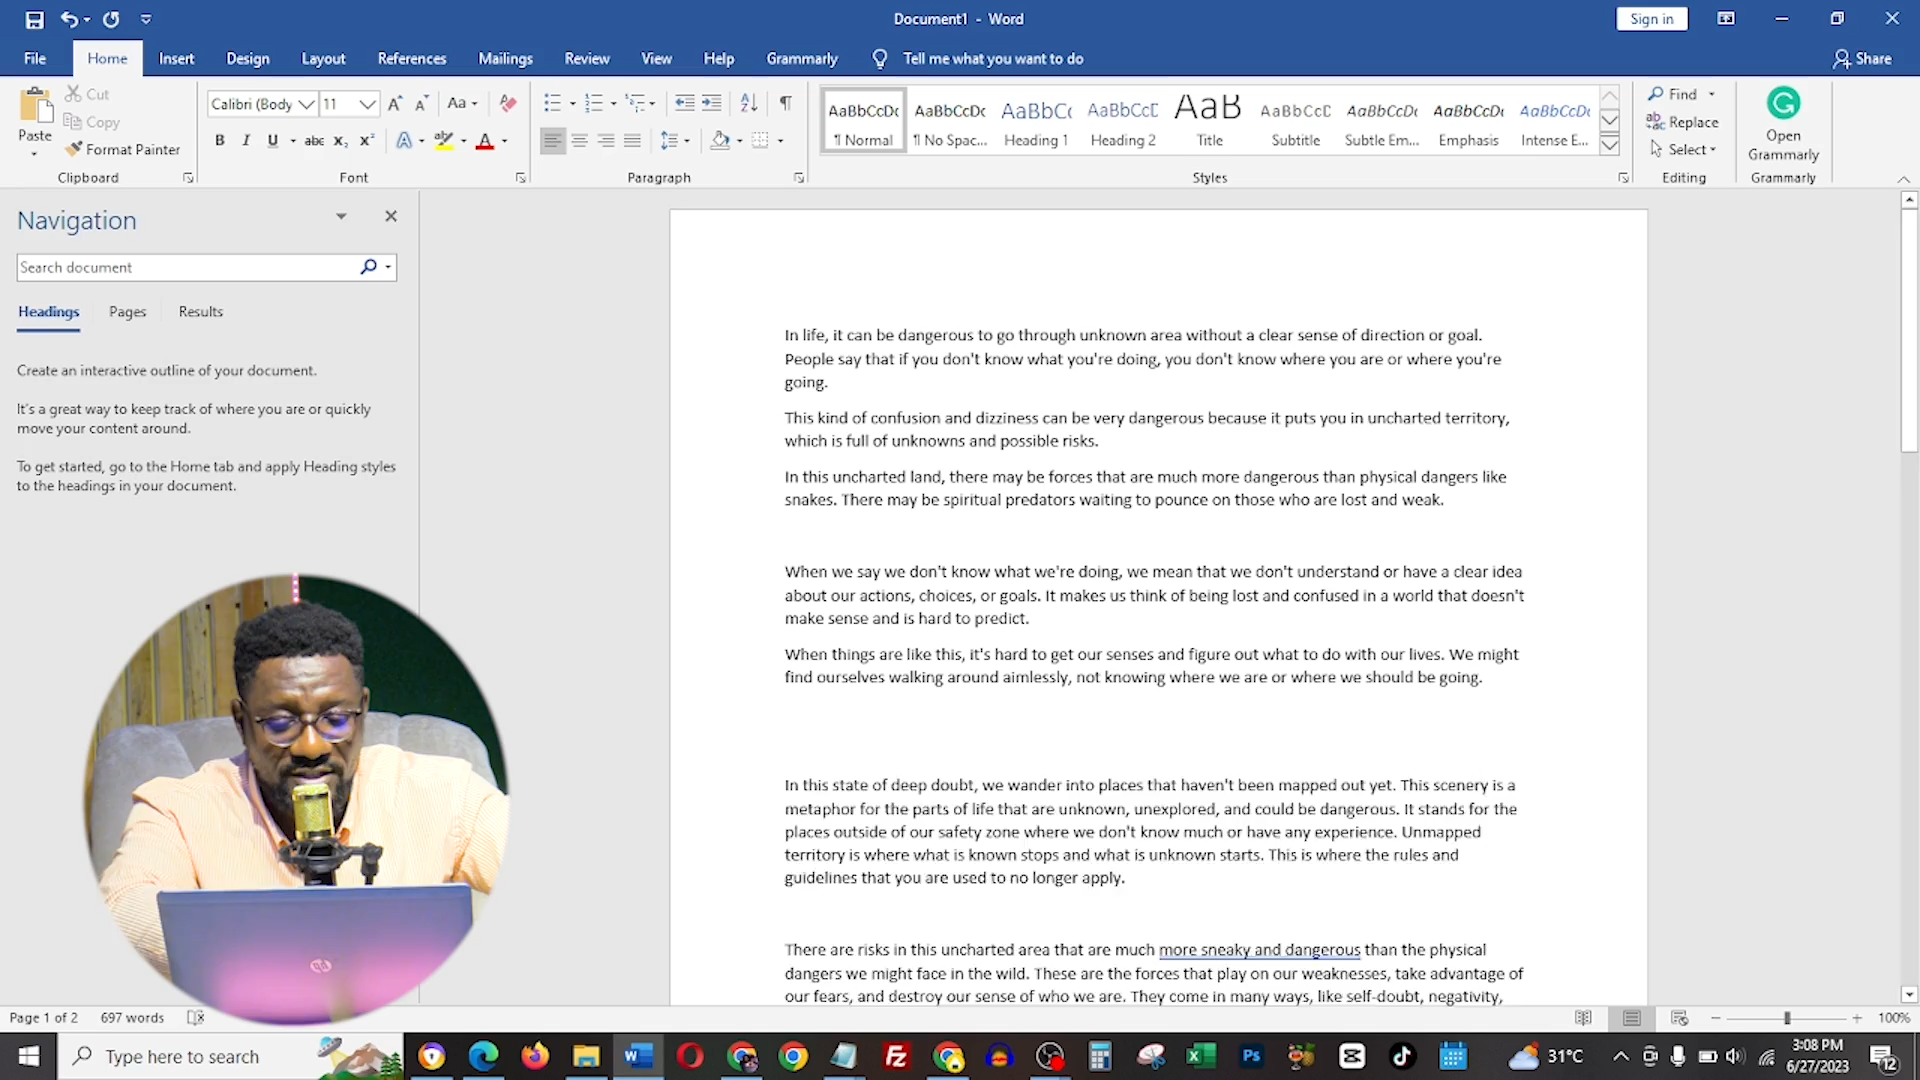 Document1 - Word
Sign in
File Home Insert Design Layout References Mailings Review View Help Grammarly Tell me what you want to do Share
Paste
Cut
Copy
Format Painter
Clipboard
Calibri (Body 11
Font
Paragraph
AaBbCcDc AaBbCcDc AaBbC( AaBbCcC AaB AaBbCcD AaBbCcDc AaBbCcDc AaBbCcDc
¶ Normal ¶ No Spac... Heading 1 Heading 2 Title Subtitle Subtle Em... Emphasis Intense E...
Styles
Find
Replace
Select
Editing
Open
Grammarly
Grammarly
Navigation
Search document
Headings Pages Results
Create an interactive outline of your document.
It's a great way to keep track of where you are or quickly
move your content around.
To get started, go to the Home tab and apply Heading styles
to the headings in your document.
In life, it can be dangerous to go through unknown area without a clear sense of direction or goal.
People say that if you don't know what you're doing, you don't know where you are or where you're
going.
This kind of confusion and dizziness can be very dangerous because it puts you in uncharted territory,
which is full of unknowns and possible risks.
In this uncharted land, there may be forces that are much more dangerous than physical dangers like
snakes. There may be spiritual predators waiting to pounce on those who are lost and weak.
When we say we don't know what we're doing, we mean that we don't understand or have a clear idea
about our actions, choices, or goals. It makes us think of being lost and confused in a world that doesn't
make sense and is hard to predict.
When things are like this, it's hard to get our senses and figure out what to do with our lives. We might
find ourselves walking around aimlessly, not knowing where we are or where we should be going.
In this state of deep doubt, we wander into places that haven't been mapped out yet. This scenery is a
metaphor for the parts of life that are unknown, unexplored, and could be dangerous. It stands for the
places outside of our safety zone where we don't know much or have any experience. Unmapped
territory is where what is known stops and what is unknown starts. This is where the rules and
guidelines that you are used to no longer apply.
There are risks in this uncharted area that are much more sneaky and dangerous than the physical
dangers we might face in the wild. These are the forces that play on our weaknesses, take advantage of
our fears, and destroy our sense of who we are. They come in many ways, like self-doubt, negativity,
Page 1 of 2 697 words
100%
Type here to search
31°C
3:08 PM
6/27/2023
12